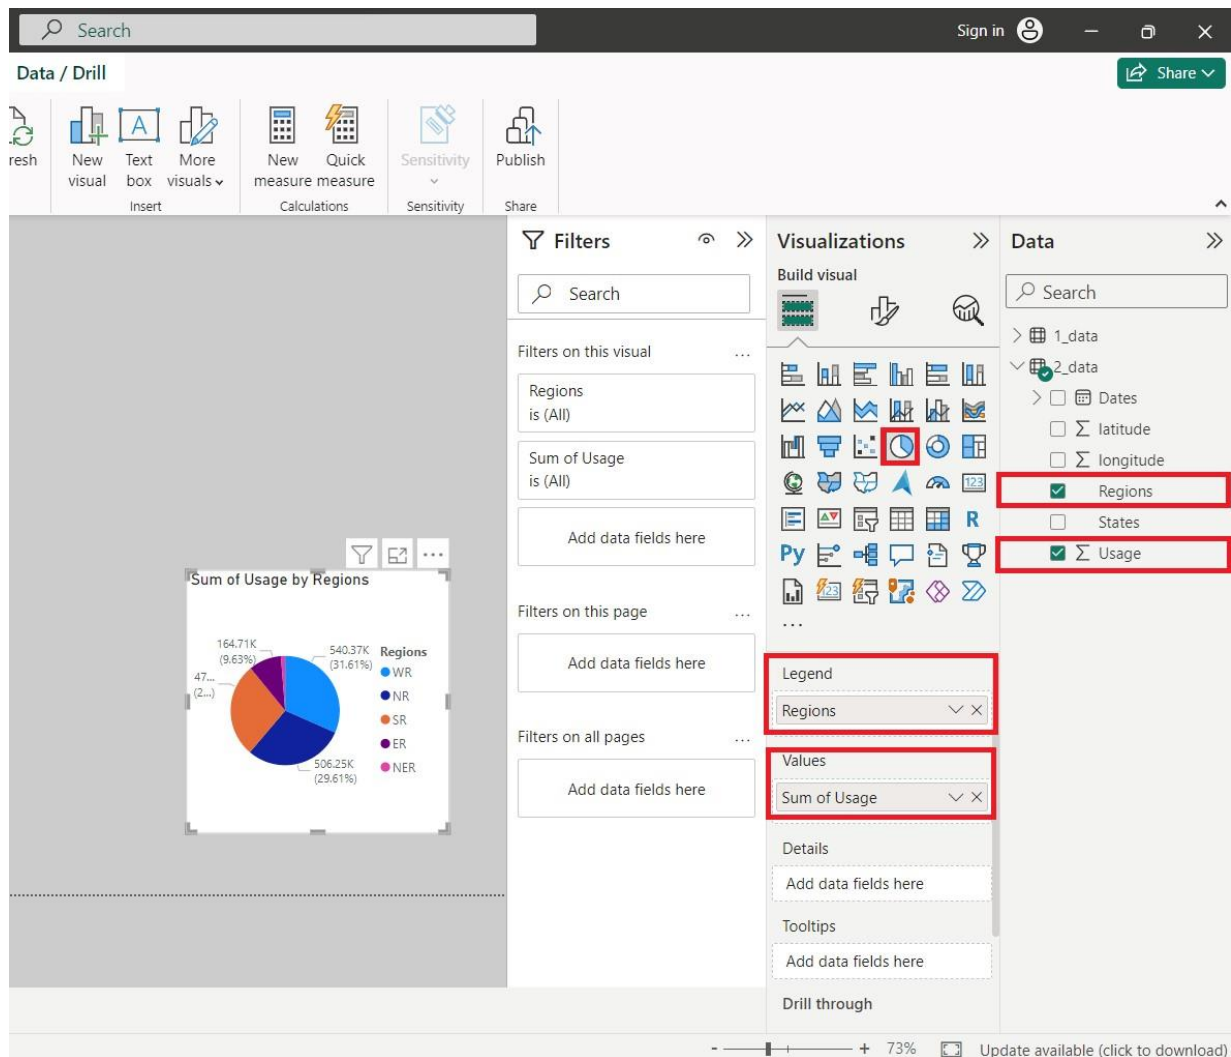 Search
Sign in
Data / Drill
Share
resh
New visual
Text box
More visuals
New measure
Quick measure
Sensitivity
Publish
Insert
Calculations
Sensitivity
Share
Filters
Search
Filters on this visual
...
Regions
is (All)
Sum of Usage
is (All)
Add data fields here
Filters on this page
...
Add data fields here
Filters on all pages
...
Add data fields here
Visualizations
Build visual
123
R
Py
123
...
Legend
Regions
Values
Sum of Usage
Details
Add data fields here
Tooltips
Add data fields here
Drill through
Data
Search
1_data
2_data
Dates
∑ latitude
∑ longitude
Regions
States
∑ Usage
...
Sum of Usage by Regions
164.71K
(9.63%)
47...
(2...)
540.37K
(31.61%)
506.25K
(29.61%)
Regions
WR
NR
SR
ER
NER
- + 73%
Update available (click to download)